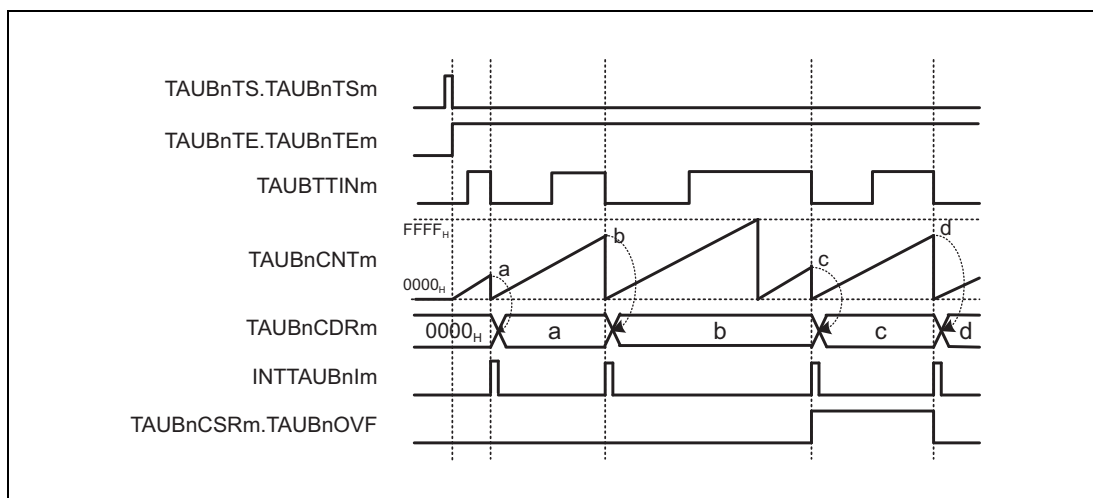 TAUBnTS.TAUBnTSm
TAUBnTE.TAUBnTEm
TAUBTTINm
FFFFH
TAUBnCNTm
0000H
a
b
c
d
TAUBnCDRm
0000H
a
b
c
d
INTTAUBnIm
TAUBnCSRm.TAUBnOVF